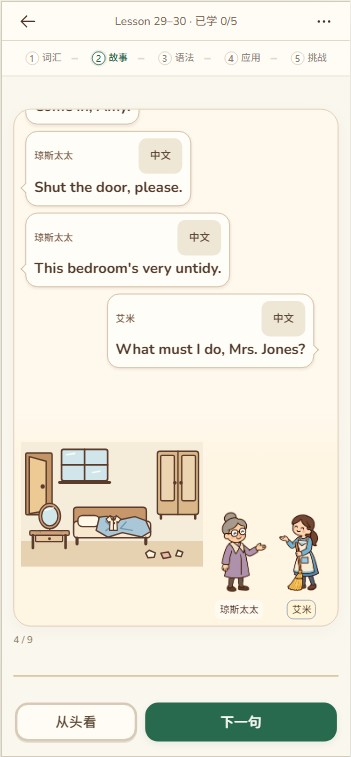 Lesson 29–30 · 已学 0/5
1 词汇 – 2 故事 – 3 语法 – 4 应用 – 5 挑战
Come in, Amy.
琼斯太太 中文
Shut the door, please.
琼斯太太 中文
This bedroom's very untidy.
艾米 中文
What must I do, Mrs. Jones?
琼斯太太 艾米
4 / 9
从头看 下一句